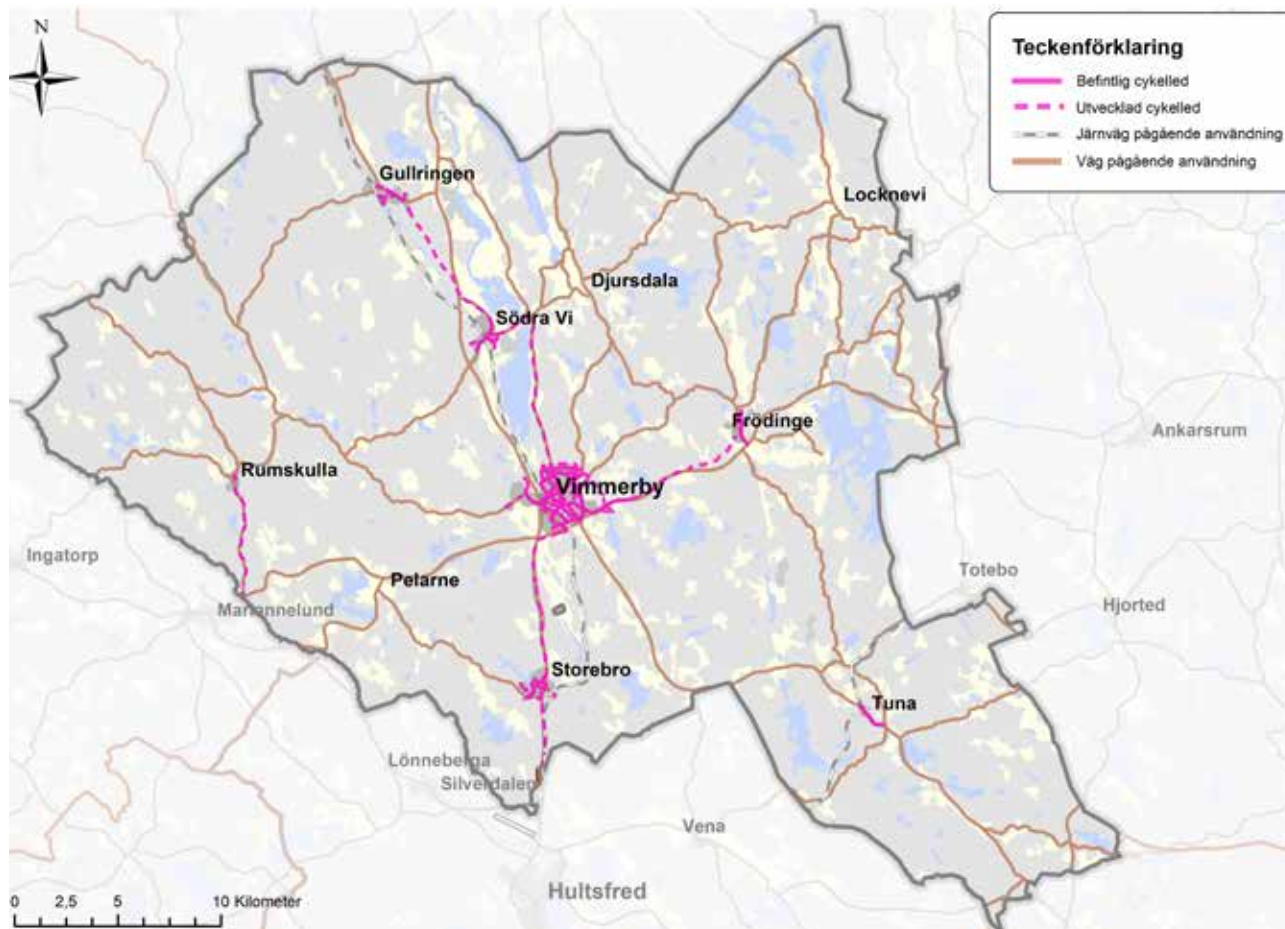 N
Teckenförklaring
Befintlig cykelled
Utvecklad cykelled
Järnväg pågående användning
Väg pågående användning
Gullringen
Locknevi
Djursdala
Södra Vi
Frödinge
Ankarsrum
Rumskulla
Vimmerby
Ingatorp
Totebo
Pelarne
Mariannelund
Hjorted
Storebro
Tuna
Lönneberga
Silverdalen
Vena
Hultsfred
0 2,5 5 10 Kilometer